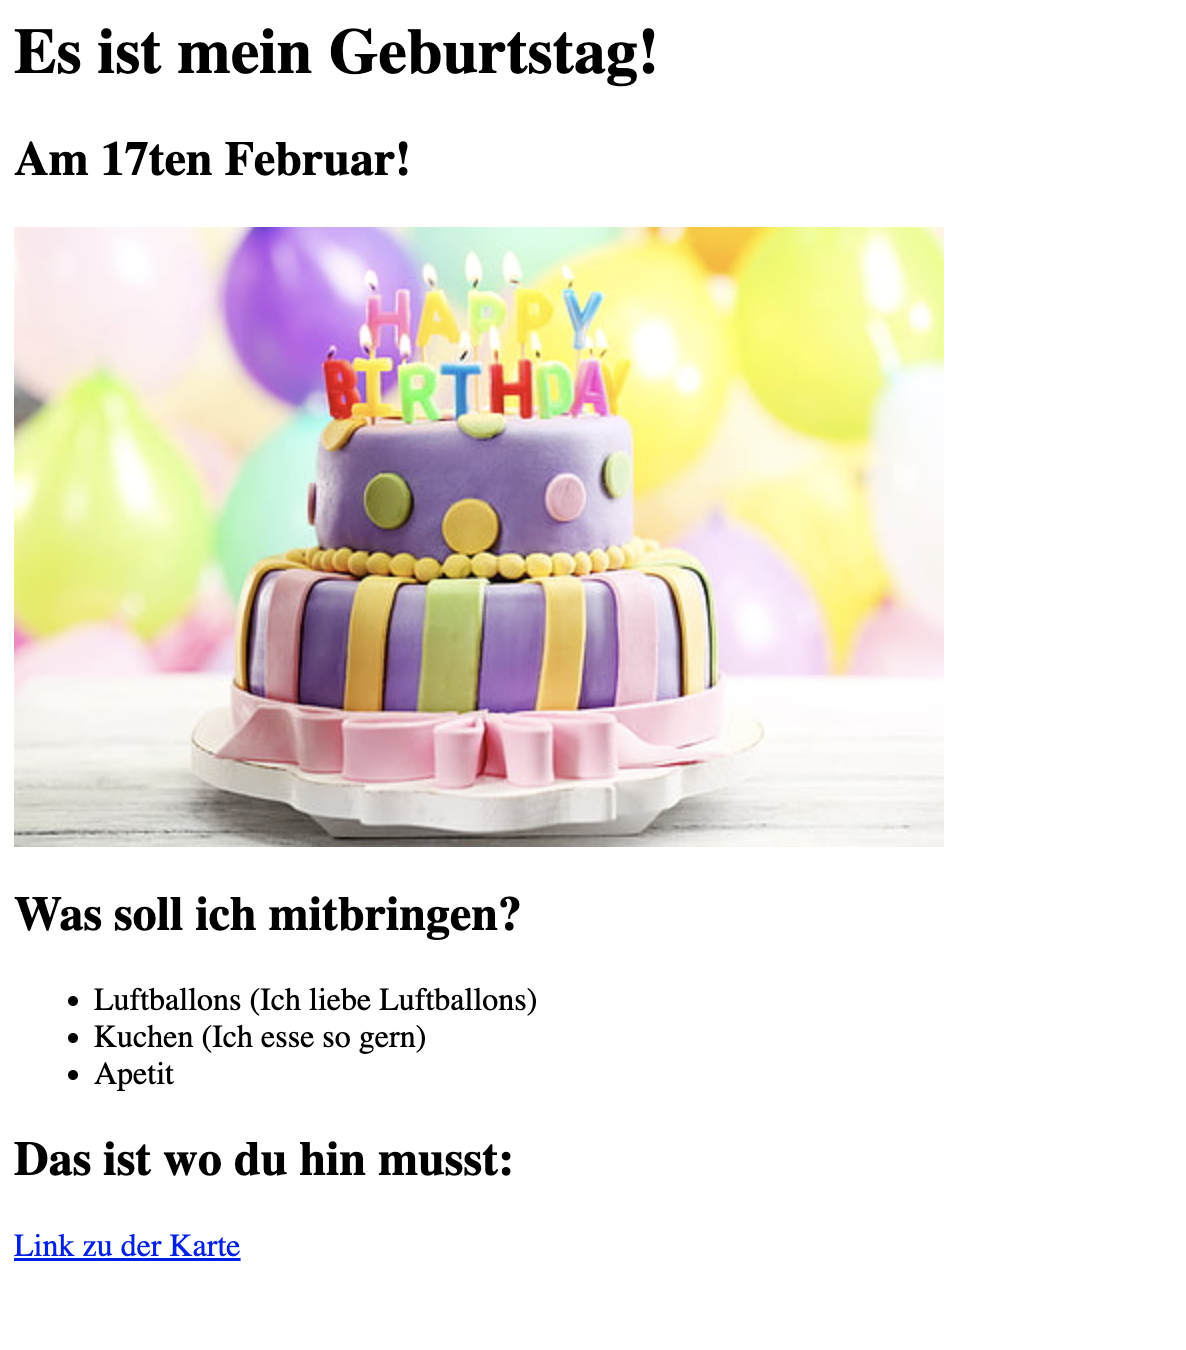 Es ist mein Geburtstag!
Am 17ten Februar!
HAPPY
BIRTHDAY
Was soll ich mitbringen?
Luftballons (Ich liebe Luftballons)
Kuchen (Ich esse so gern)
Apetit
Das ist wo du hin musst:
Link zu der Karte